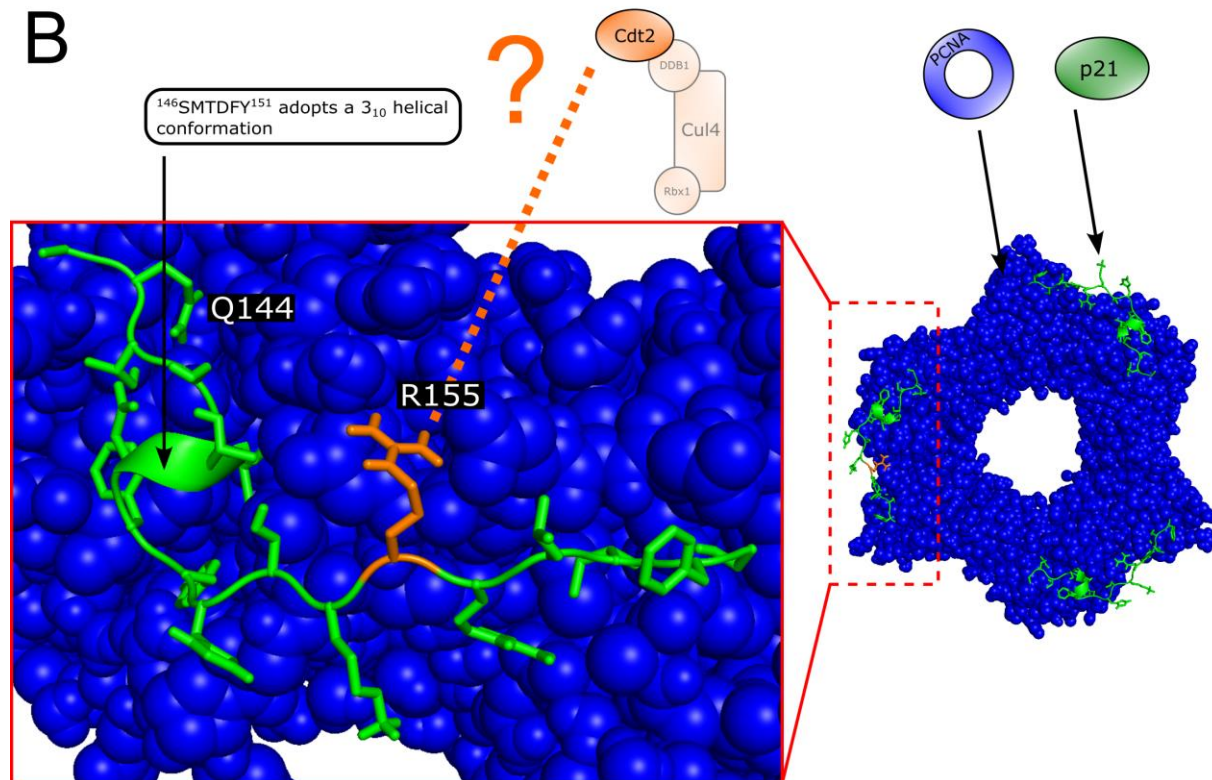 B
?
Cdt2
DDB1
Cul4
Rbx1
PCNA
p21
¹⁴⁶SMTDFY¹⁵¹ adopts a 3₁₀ helical
conformation
Q144
R155